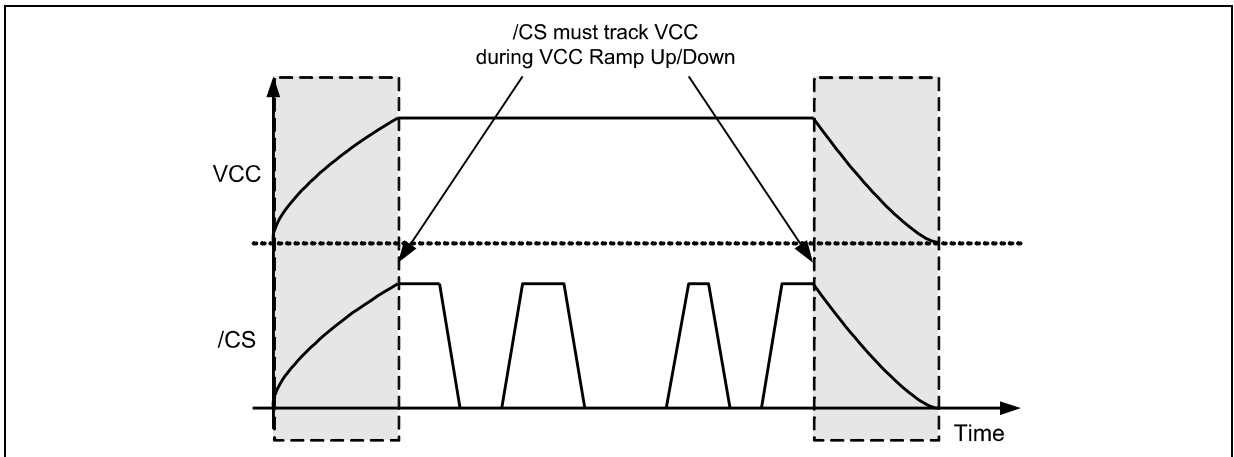 /CS must track VCC
during VCC Ramp Up/Down
VCC
/CS
Time